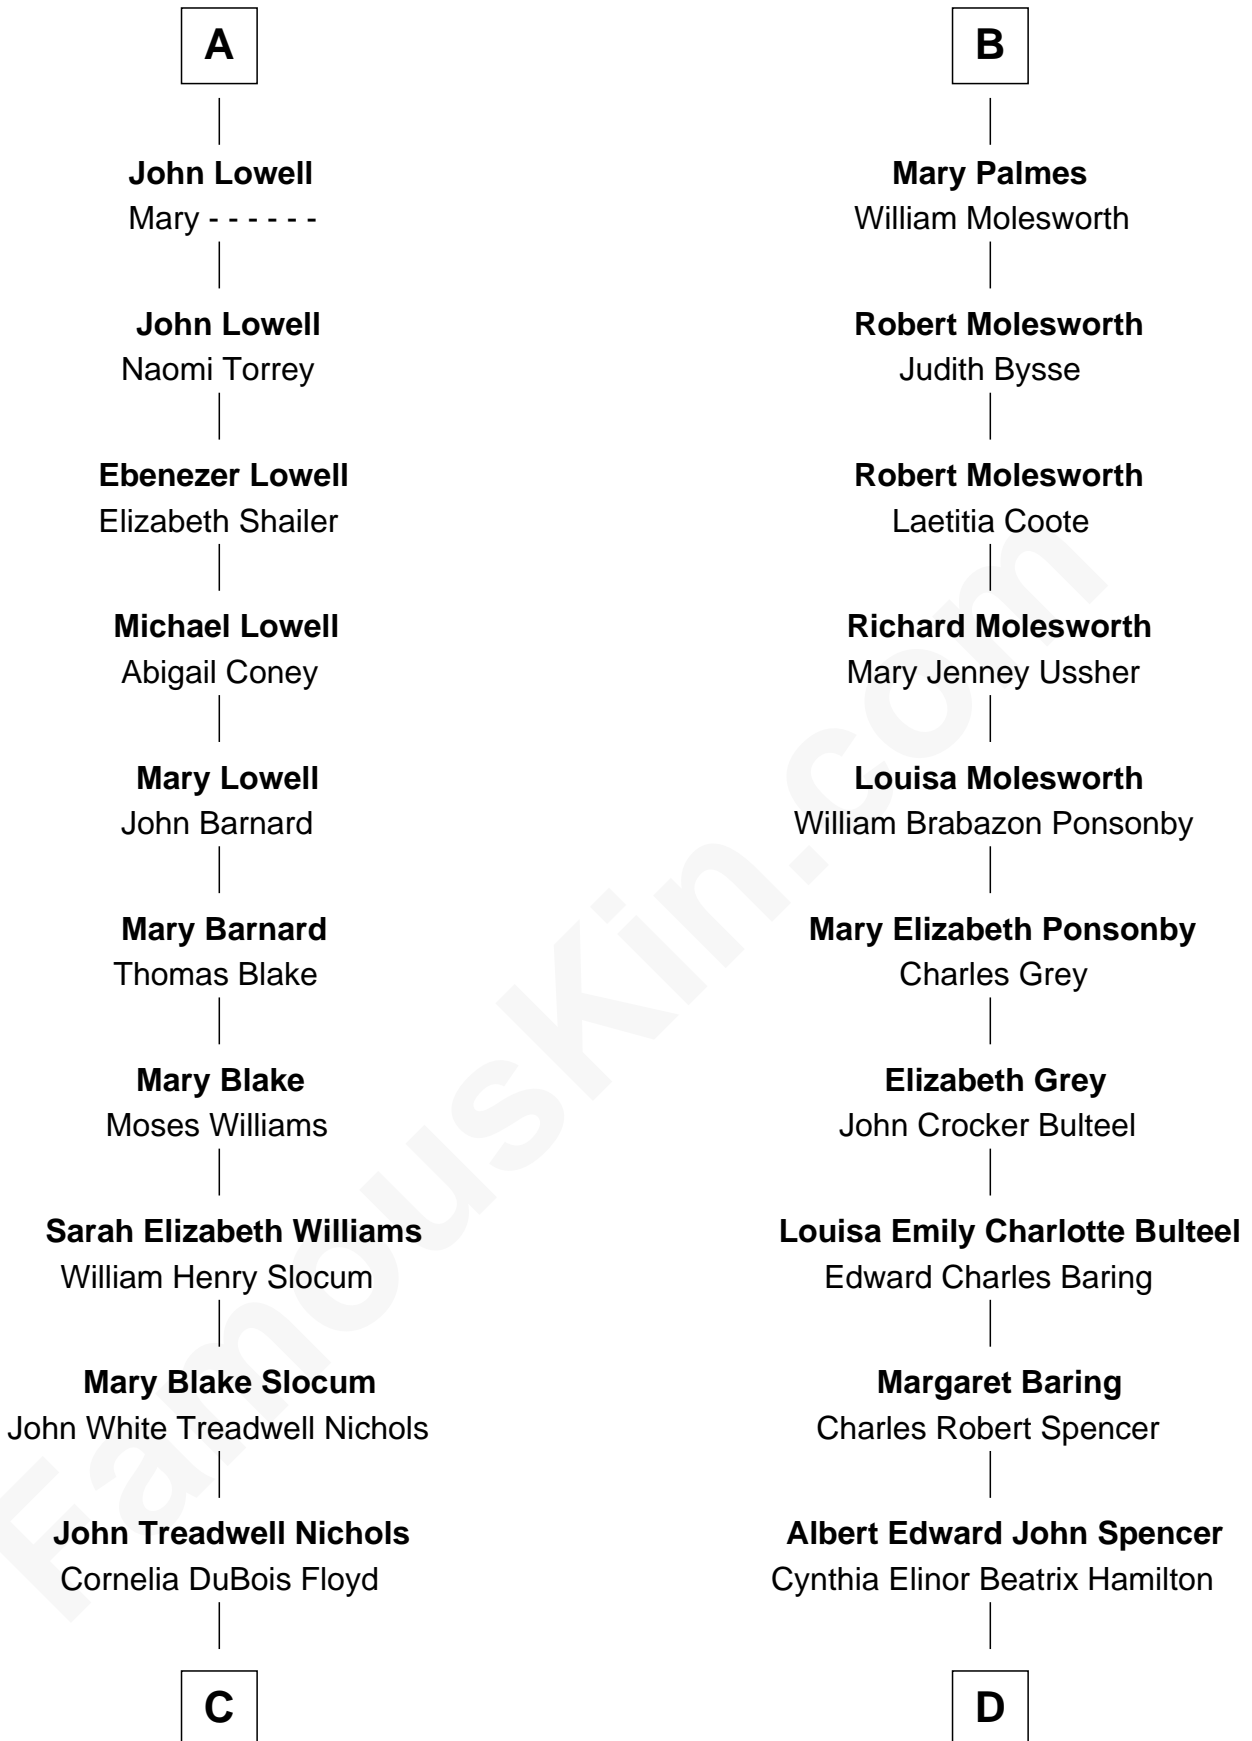 A
John Lowell
Mary - - - - - -
John Lowell
Naomi Torrey
Ebenezer Lowell
Elizabeth Shailer
Michael Lowell
Abigail Coney
Mary Lowell
John Barnard
Mary Barnard
Thomas Blake
Mary Blake
Moses Williams
Sarah Elizabeth Williams
William Henry Slocum
Mary Blake Slocum
John White Treadwell Nichols
John Treadwell Nichols
Cornelia DuBois Floyd
C
B
Mary Palmes
William Molesworth
Robert Molesworth
Judith Bysse
Robert Molesworth
Laetitia Coote
Richard Molesworth
Mary Jenney Ussher
Louisa Molesworth
William Brabazon Ponsonby
Mary Elizabeth Ponsonby
Charles Grey
Elizabeth Grey
John Crocker Bulteel
Louisa Emily Charlotte Bulteel
Edward Charles Baring
Margaret Baring
Charles Robert Spencer
Albert Edward John Spencer
Cynthia Elinor Beatrix Hamilton
D
FamousKin.com